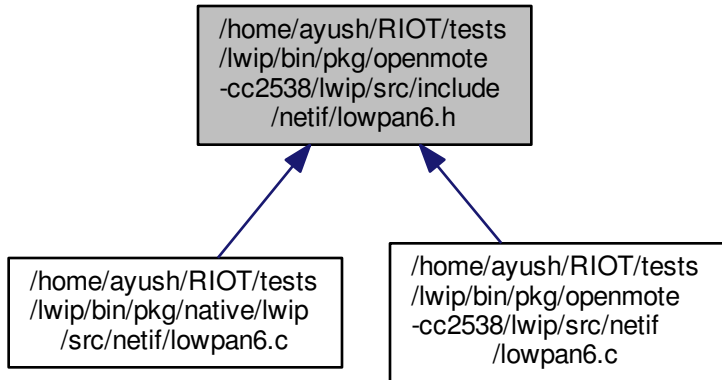 /home/ayush/RIOT/tests
/lwip/bin/pkg/openmote
-cc2538/lwip/src/include
/netif/lowpan6.h
/home/ayush/RIOT/tests
/lwip/bin/pkg/native/lwip
/src/netif/lowpan6.c
/home/ayush/RIOT/tests
/lwip/bin/pkg/openmote
-cc2538/lwip/src/netif
/lowpan6.c